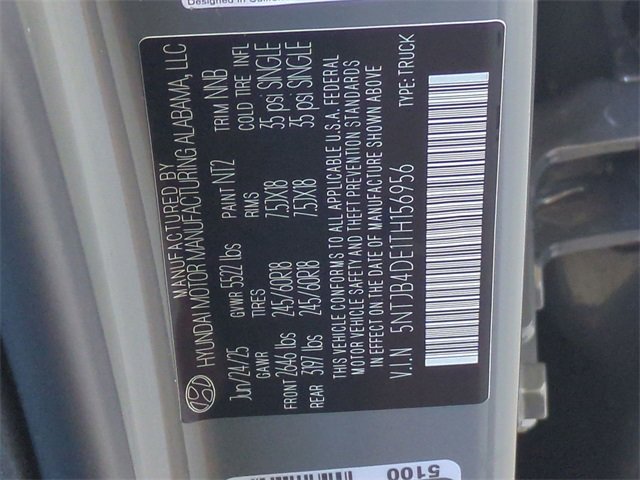 MANUFACTURED BY
HYUNDAI MOTOR MANUFACTURING ALABAMA, LLC
Jun/24/25 GVWR 5522 lbs PAINT NT2 TRIM NNB
GAWR TIRES RIMS COLD TIRE INFL
FRONT 2646 lbs 245/60R18 7.5JX18 35 psi SINGLE
REAR 3197 lbs 245/60R18 7.5JX18 35 psi SINGLE
THIS VEHICLE CONFORMS TO ALL APPLICABLE U.S.A. FEDERAL
MOTOR VEHICLE SAFETY AND THEFT PREVENTION STANDARDS
IN EFFECT ON THE DATE OF MANUFACTURE SHOWN ABOVE
V.I.N 5NTJB4DE1TH156956 TYPE: TRUCK
5100